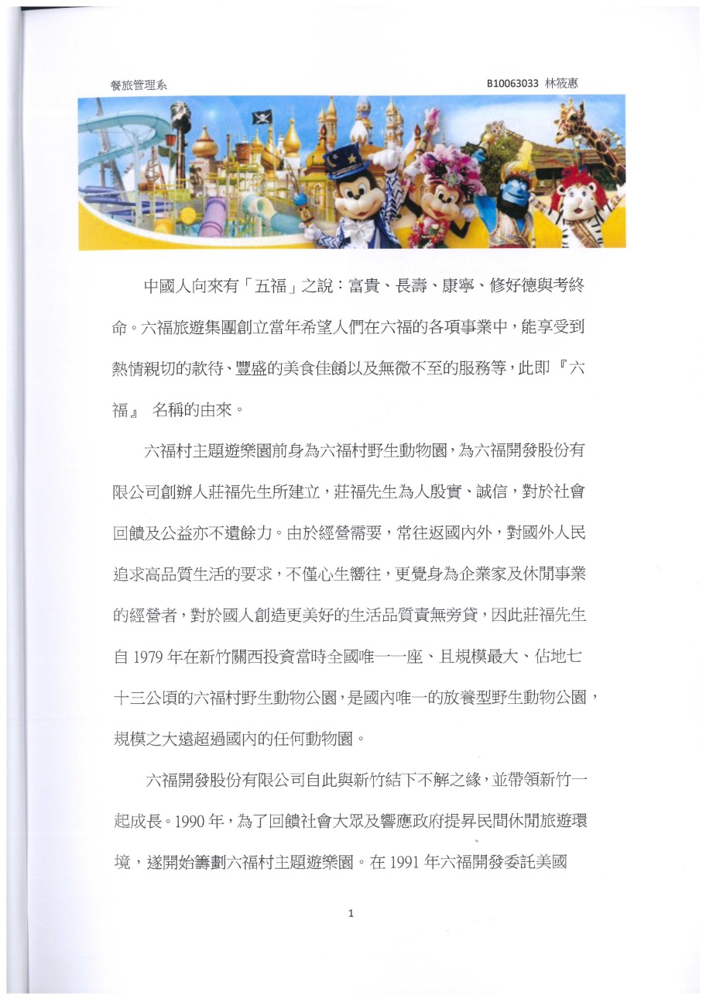 餐旅管理系 B10063033 林筱惠
中國人向來有「五福」之說：富貴、長壽、康寧、修好德與考終
命。六福旅遊集團創立當年希望人們在六福的各項事業中，能享受到
熱情親切的款待、豐盛的美食佳餚以及無微不至的服務等，此即『六
福』 名稱的由來。
六福村主題遊樂園前身為六福村野生動物園，為六福開發股份有
限公司創辦人莊福先生所建立，莊福先生為人殷實、誠信，對於社會
回饋及公益亦不遺餘力。由於經營需要，常往返國內外，對國外人民
追求高品質生活的要求，不僅心生嚮往，更覺身為企業家及休閒事業
的經營者，對於國人創造更美好的生活品質責無旁貸，因此莊福先生
自 1979 年在新竹關西投資當時全國唯一一座、且規模最大、佔地七
十三公頃的六福村野生動物公園，是國內唯一的放養型野生動物公園，
規模之大遠超過國內的任何動物園。
六福開發股份有限公司自此與新竹結下不解之緣，並帶領新竹一
起成長。1990 年，為了回饋社會大眾及響應政府提昇民間休閒旅遊環
境，遂開始籌劃六福村主題遊樂園。在 1991 年六福開發委託美國
1